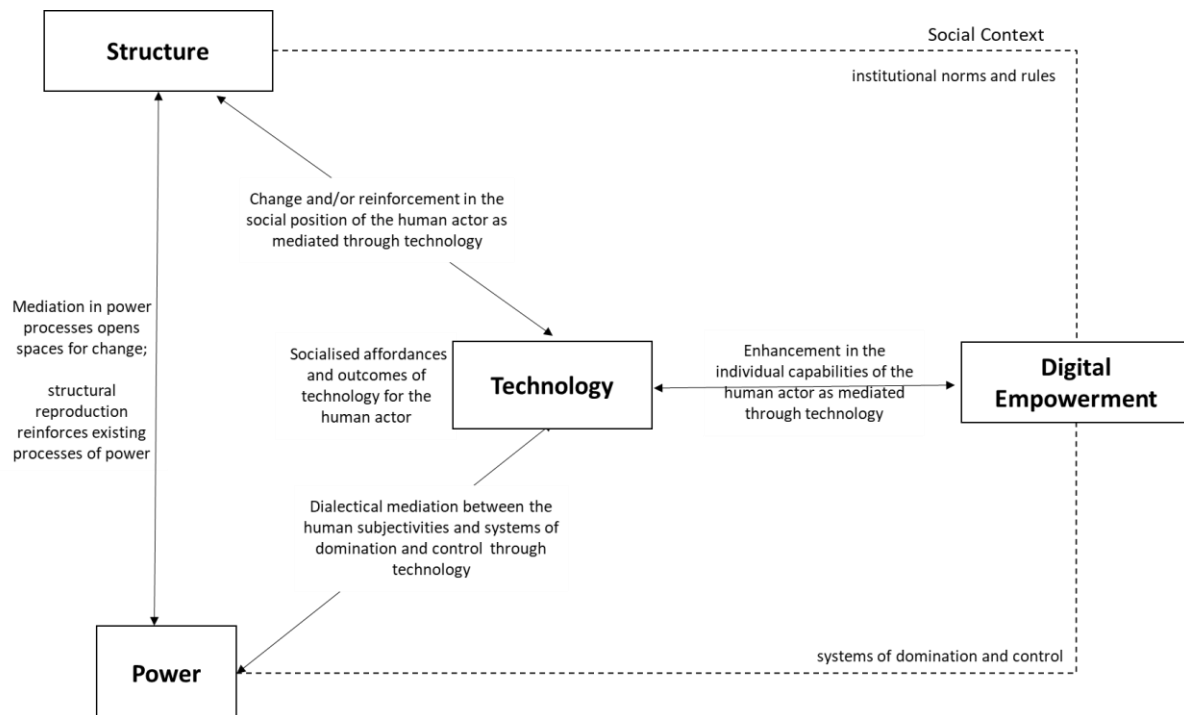 Structure
Social Context
institutional norms and rules
Change and/or reinforcement in the
social position of the human actor as
mediated through technology
Mediation in power
processes opens
spaces for change;
structural
reproduction
reinforces existing
processes of power
Socialised affordances
and outcomes of
technology for the
human actor
Technology
Enhancement in the
individual capabilities of the
human actor as mediated
through technology
Digital
Empowerment
Dialectical mediation between the
human subjectivities and systems of
domination and control through
technology
Power
systems of domination and control